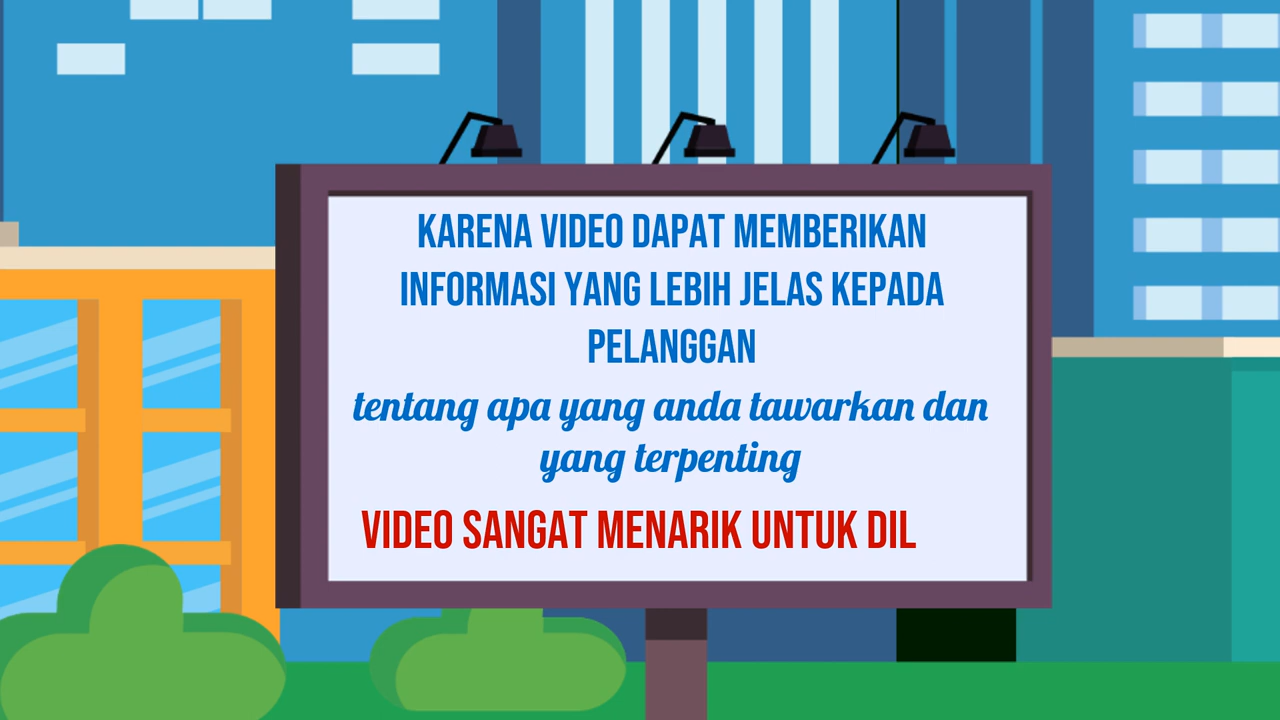 KARENA VIDEO DAPAT MEMBERIKAN
INFORMASI YANG LEBIH JELAS KEPADA
PELANGGAN
tentang apa yang anda tawarkan dan
yang terpenting
VIDEO SANGAT MENARIK UNTUK DIL